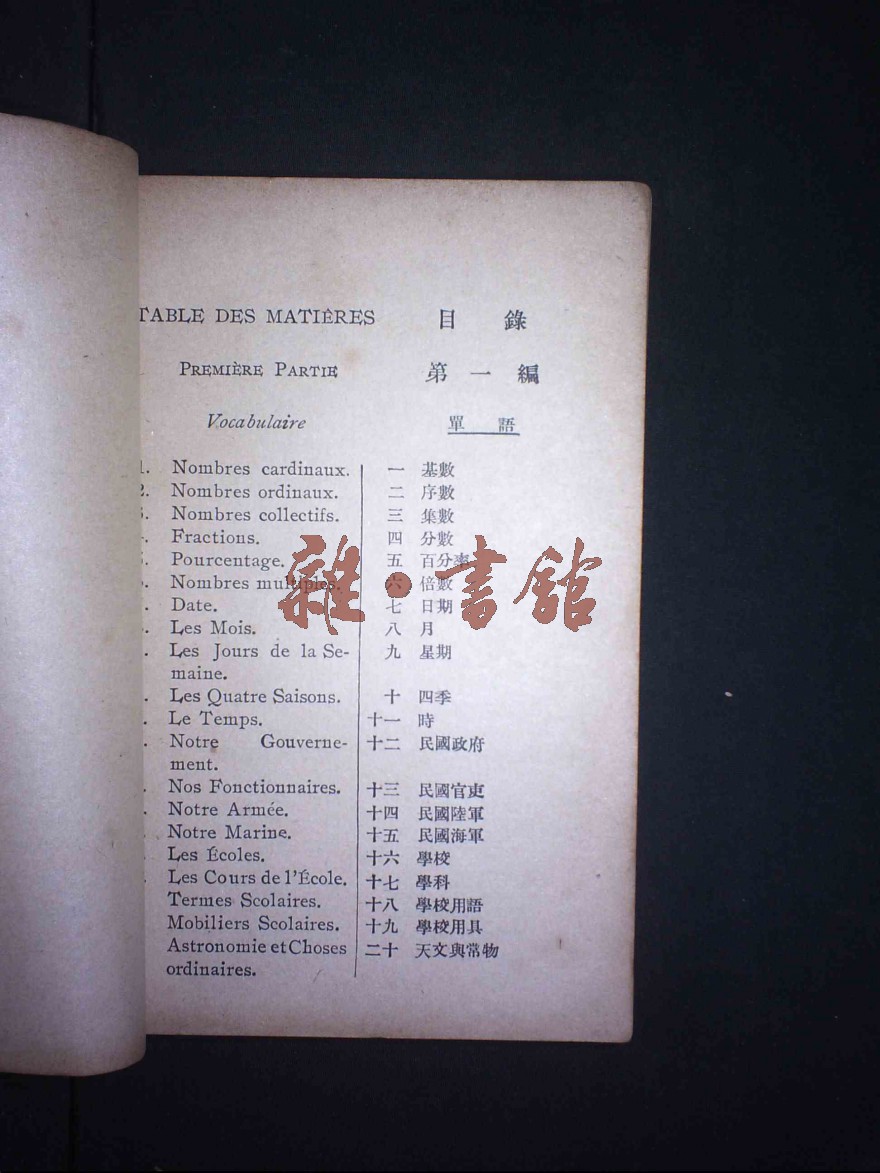 TABLE DES MATIÈRES 目錄
PREMIÈRE PARTIE 第一編
Vocabulaire 單語
1. Nombres cardinaux. 一 基數
2. Nombres ordinaux. 二 序數
3. Nombres collectifs. 三 集數
Fractions. 四 分數
Pourcentage. 五 百分率
Nombres multiples. 六 倍數
Date. 七 日期
Les Mois. 八 月
Les Jours de la Se- 九 星期
maine.
Les Quatre Saisons. 十 四季
Le Temps. 十一 時
Notre Gouverne- 十二 民國政府
ment.
Nos Fonctionnaires. 十三 民國官吏
Notre Armée. 十四 民國陸軍
Notre Marine. 十五 民國海軍
Les Écoles. 十六 學校
Les Cours de l'École. 十七 學科
Termes Scolaires. 十八 學校用語
Mobiliers Scolaires. 十九 學校用具
Astronomie et Choses 二十 天文與常物
ordinaires.
雜·書館